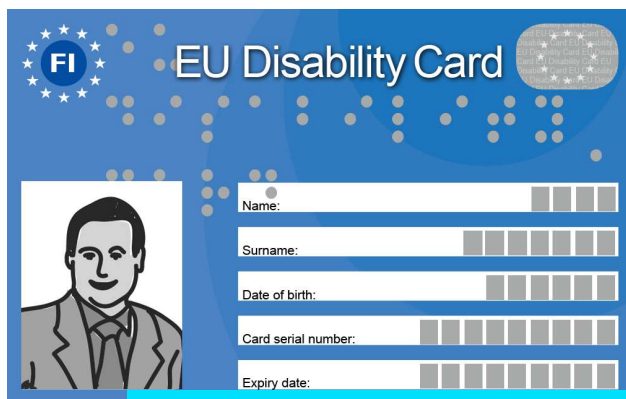 FI
EU Disability Card
Name:
Surname:
Date of birth:
Card serial number:
Expiry date: